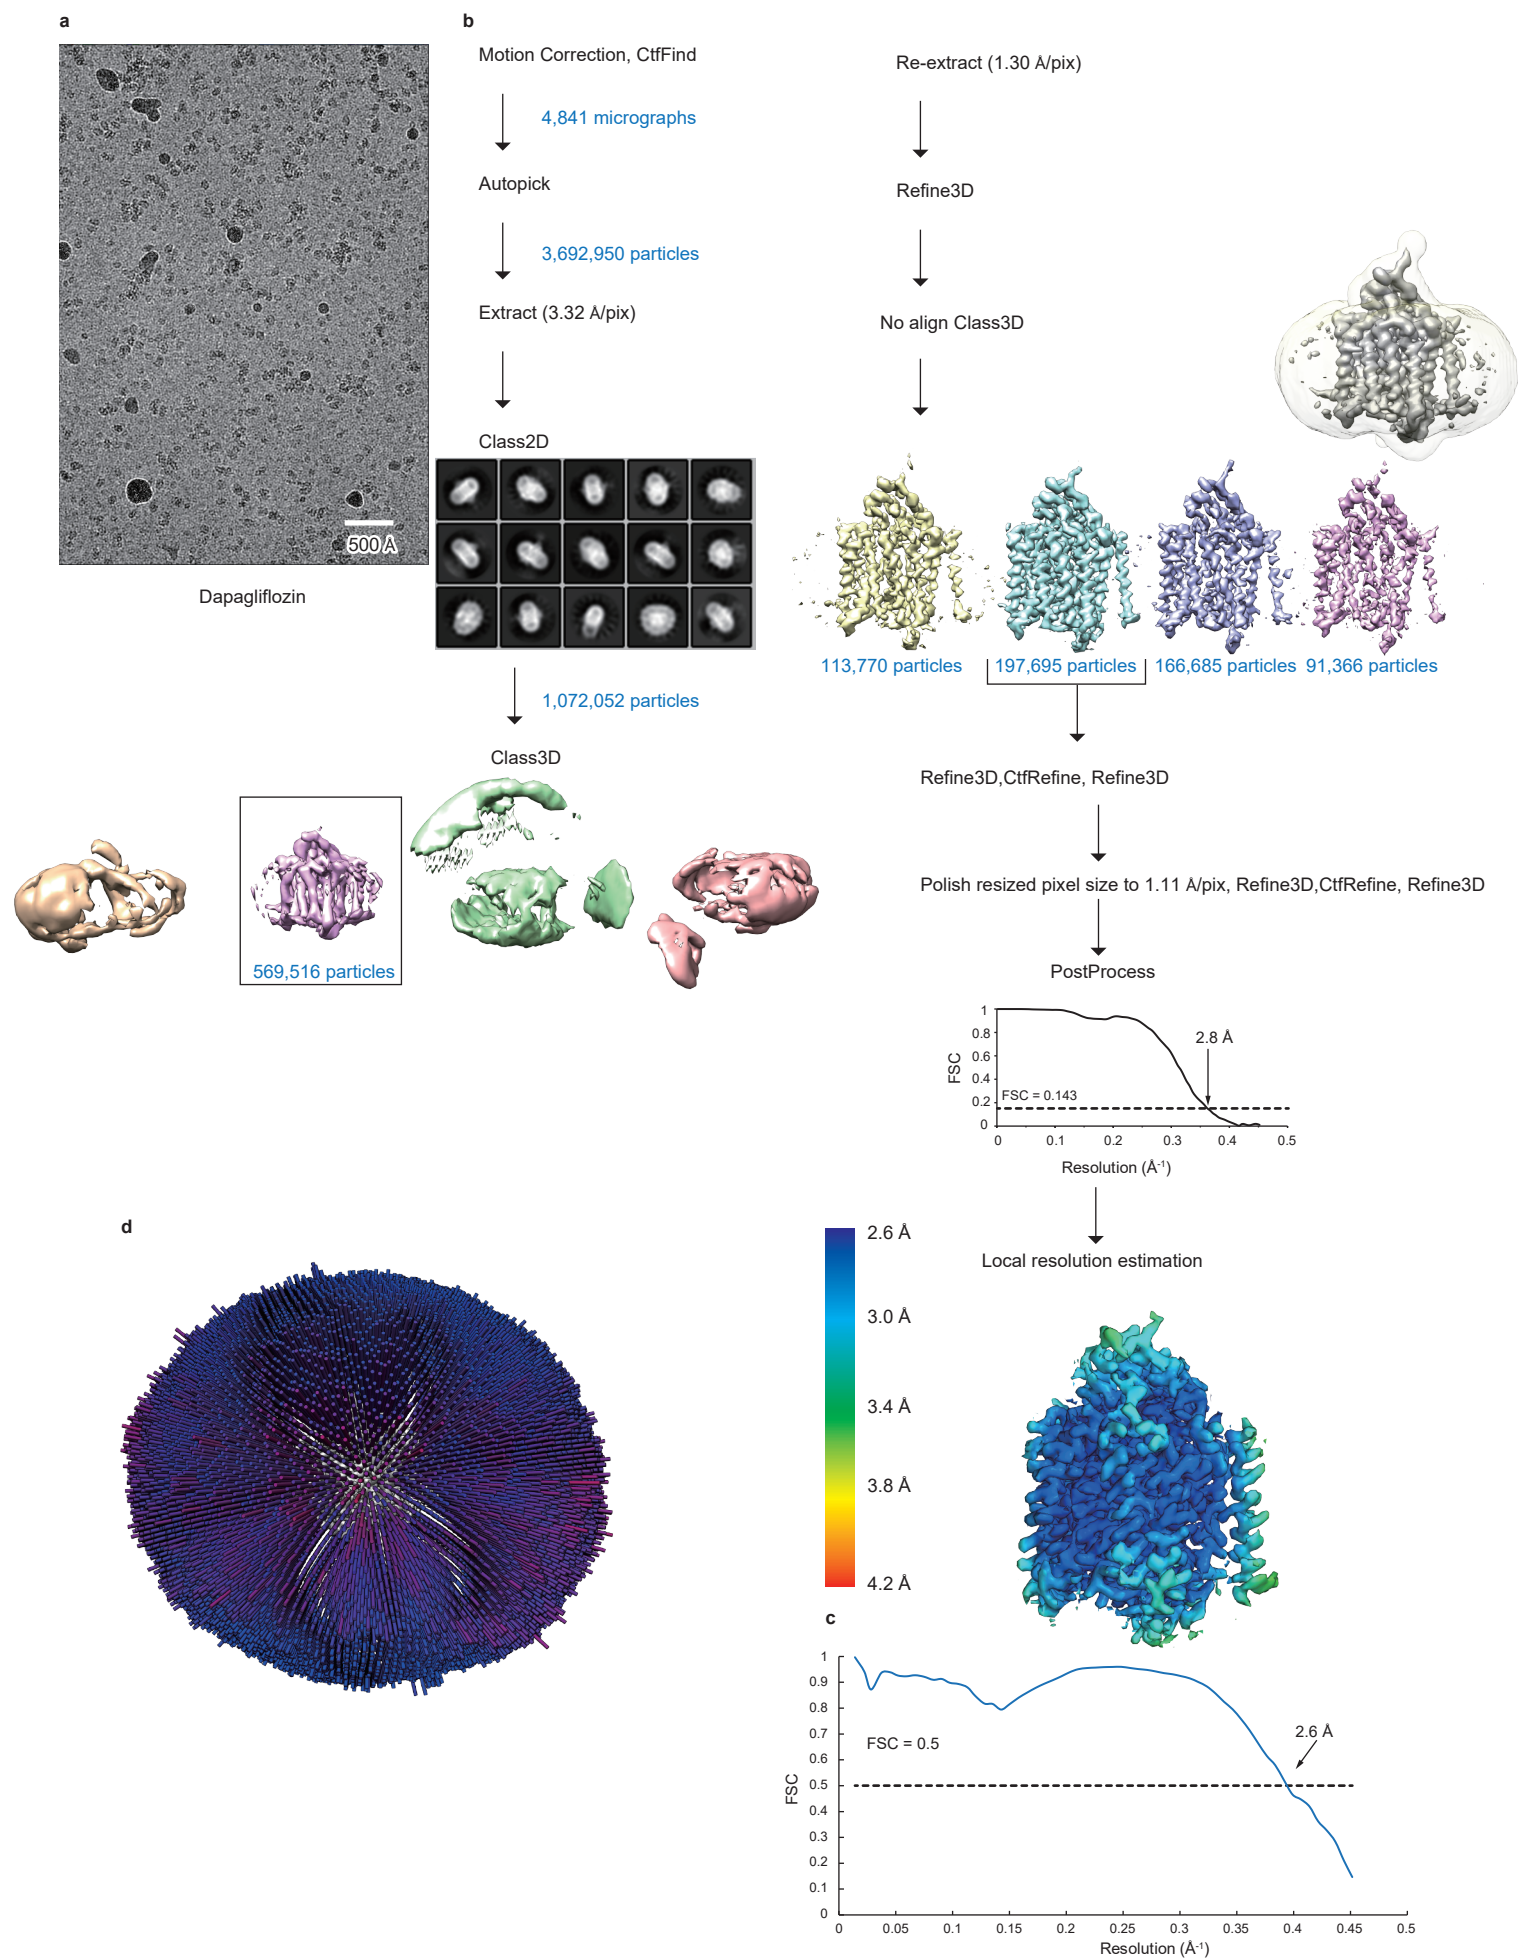 a
500 Å
Dapagliflozin
b
Motion Correction, CtfFind
4,841 micrographs
Autopick
3,692,950 particles
Extract (3.32 Å/pix)
Class2D
1,072,052 particles
Class3D
569,516 particles
Re-extract (1.30 Å/pix)
Refine3D
No align Class3D
113,770 particles
197,695 particles
166,685 particles
91,366 particles
Refine3D,CtfRefine, Refine3D
Polish resized pixel size to 1.11 Å/pix, Refine3D,CtfRefine, Refine3D
PostProcess
1
0.8
0.6
0.4
0.2
0
FSC
2.8 Å
FSC = 0.143
0 0.1 0.2 0.3 0.4 0.5
Resolution (Å-1)
Local resolution estimation
2.6 Å
3.0 Å
3.4 Å
3.8 Å
4.2 Å
c
1
0.9
0.8
0.7
0.6
0.5
0.4
0.3
0.2
0.1
0
FSC
FSC = 0.5
2.6 Å
0 0.05 0.1 0.15 0.2 0.25 0.3 0.35 0.4 0.45 0.5
Resolution (Å-1)
d